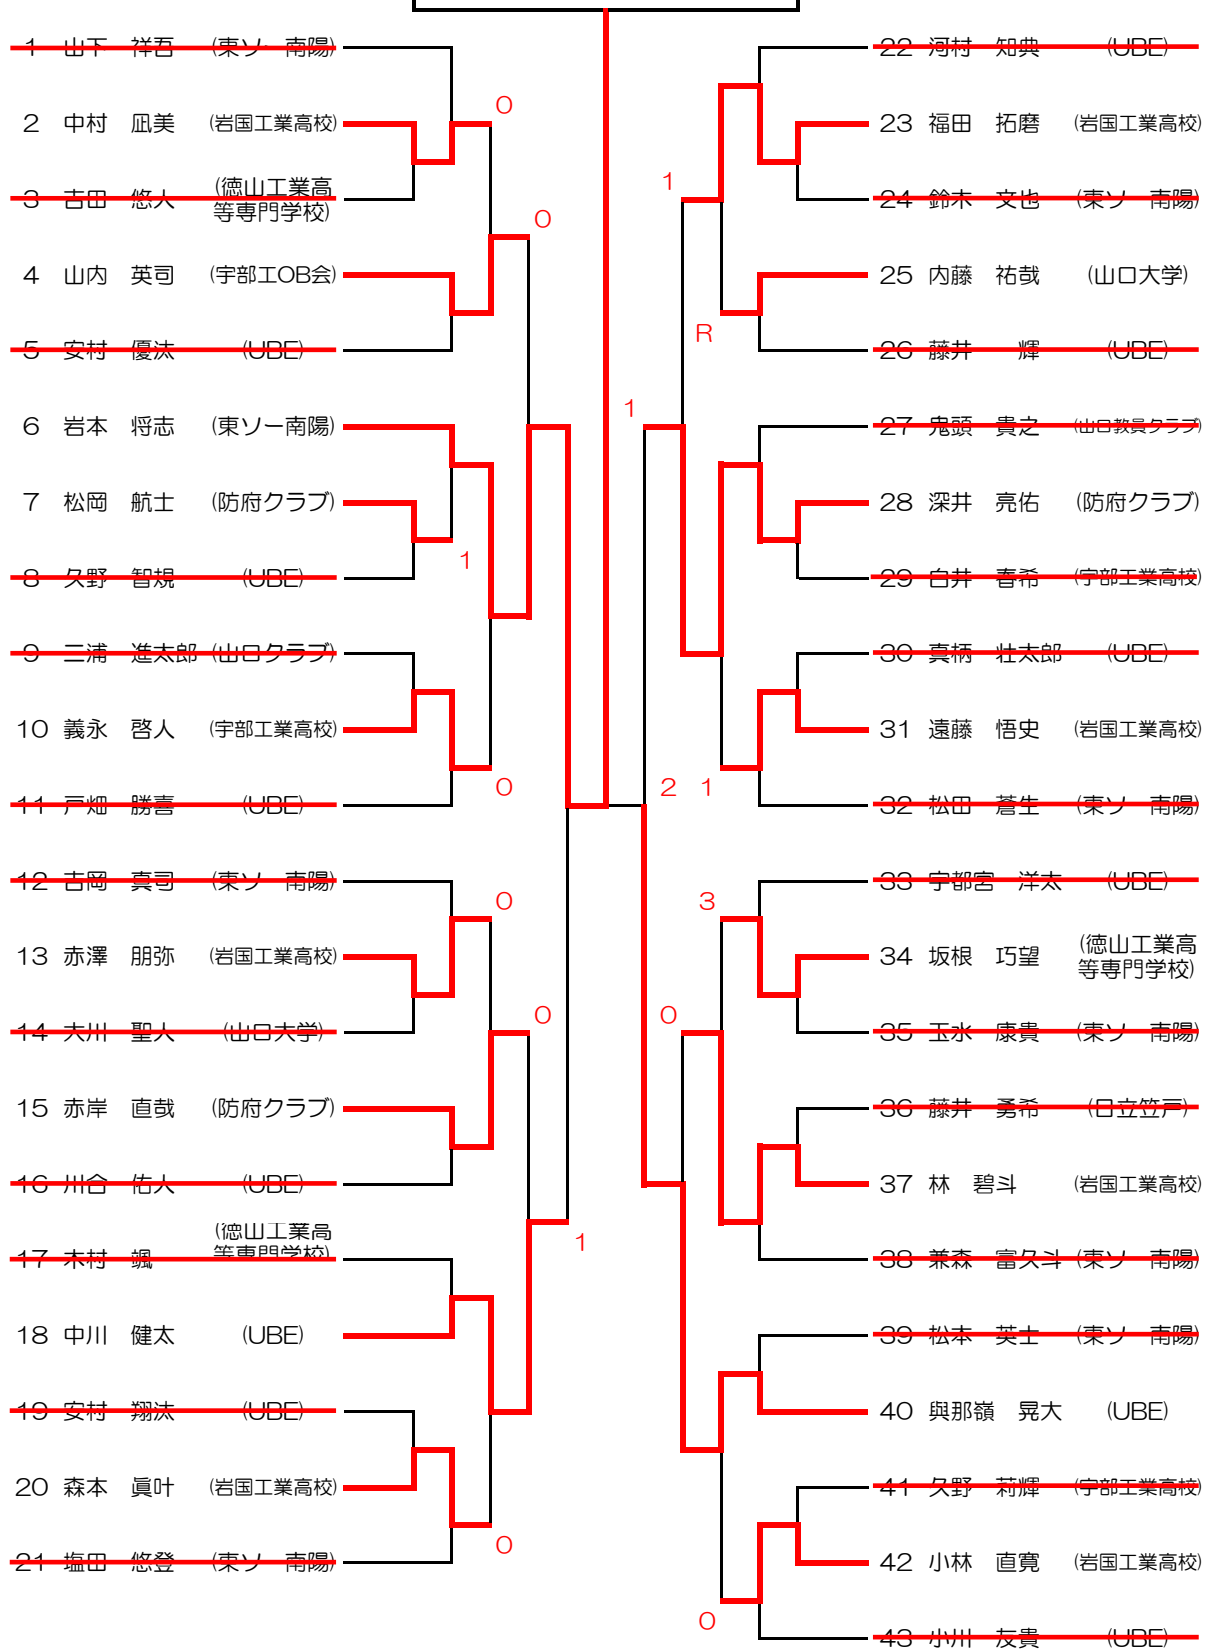 1 山下 祥吾 (東ソー南陽)
2 中村 凪美 (岩国工業高校)
3 吉田 悠人 (徳山工業高
等専門学校)
4 山内 英司 (宇部工OB会)
5 安村 優汰 (UBE)
6 岩本 将志 (東ソー南陽)
7 松岡 航士 (防府クラブ)
8 久野 智規 (UBE)
9 三浦 進太郎 (山口クラブ)
10 義永 啓人 (宇部工業高校)
11 戸畑 勝喜 (UBE)
12 吉岡 真司 (東ソー南陽)
13 赤澤 朋弥 (岩国工業高校)
14 大川 聖人 (山口大学)
15 赤岸 直哉 (防府クラブ)
16 川合 佑人 (UBE)
17 木村 颯 (徳山工業高
等専門学校)
18 中川 健太 (UBE)
19 安村 翔汰 (UBE)
20 森本 眞叶 (岩国工業高校)
21 塩田 悠登 (東ソー南陽)
0
0
1
0
0
0
1
0
1
R
1
2 1
3
0
0
22 河村 知典 (UBE)
23 福田 拓磨 (岩国工業高校)
24 鈴木 文也 (東ソー南陽)
25 内藤 祐哉 (山口大学)
26 藤井 輝 (UBE)
27 鬼頭 貴之 (山口教員クラブ)
28 深井 亮佑 (防府クラブ)
29 白井 春希 (宇部工業高校)
30 真柄 壮太郎 (UBE)
31 遠藤 悟史 (岩国工業高校)
32 松田 蒼生 (東ソー南陽)
33 宇都宮 洋太 (UBE)
34 坂根 巧望 (徳山工業高
等専門学校)
35 玉水 康貴 (東ソー南陽)
36 藤井 勇希 (日立笠戸)
37 林 碧斗 (岩国工業高校)
38 兼森 富久斗 (東ソー南陽)
39 松本 英士 (東ソー南陽)
40 與那嶺 晃大 (UBE)
41 久野 莉輝 (宇部工業高校)
42 小林 直寛 (岩国工業高校)
43 小川 友貴 (UBE)